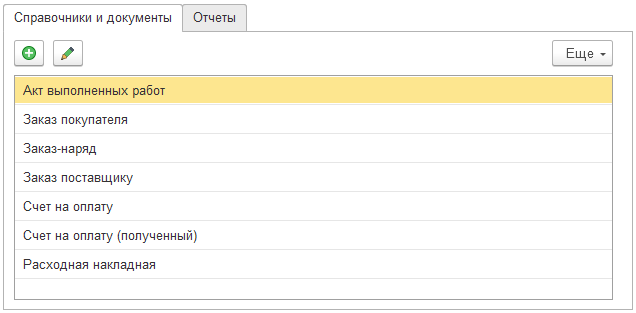 Справочники и документы Отчеты
Еще
Акт выполненных работ
Заказ покупателя
Заказ-наряд
Заказ поставщику
Счет на оплату
Счет на оплату (полученный)
Расходная накладная